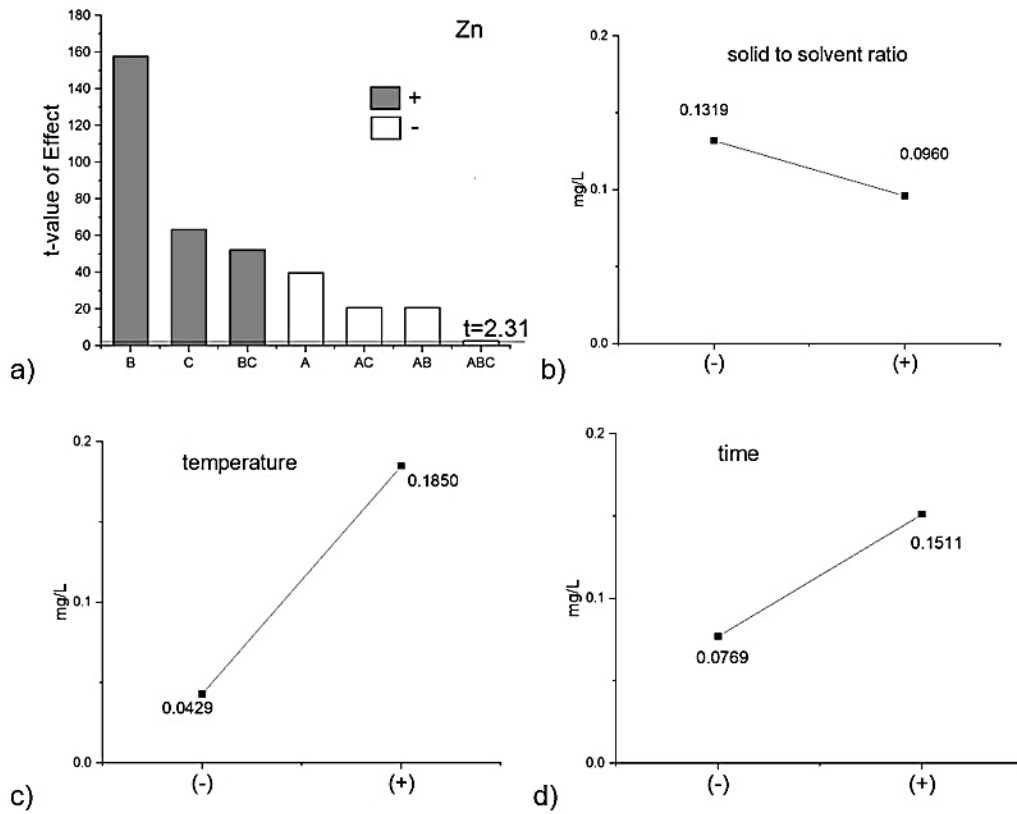 Zn
t-value of Effect
180
160
140
120
100
80
60
40
20
0
+
-
t=2.31
B C BC A AC AB ABC
a)
solid to solvent ratio
mg/L
0.2
0.1
0.0
0.1319
0.0960
(-) (+)
b)
temperature
mg/L
0.2
0.1
0.0
0.1850
0.0429
(-) (+)
c)
time
mg/L
0.2
0.1
0.0
0.1511
0.0769
(-) (+)
d)